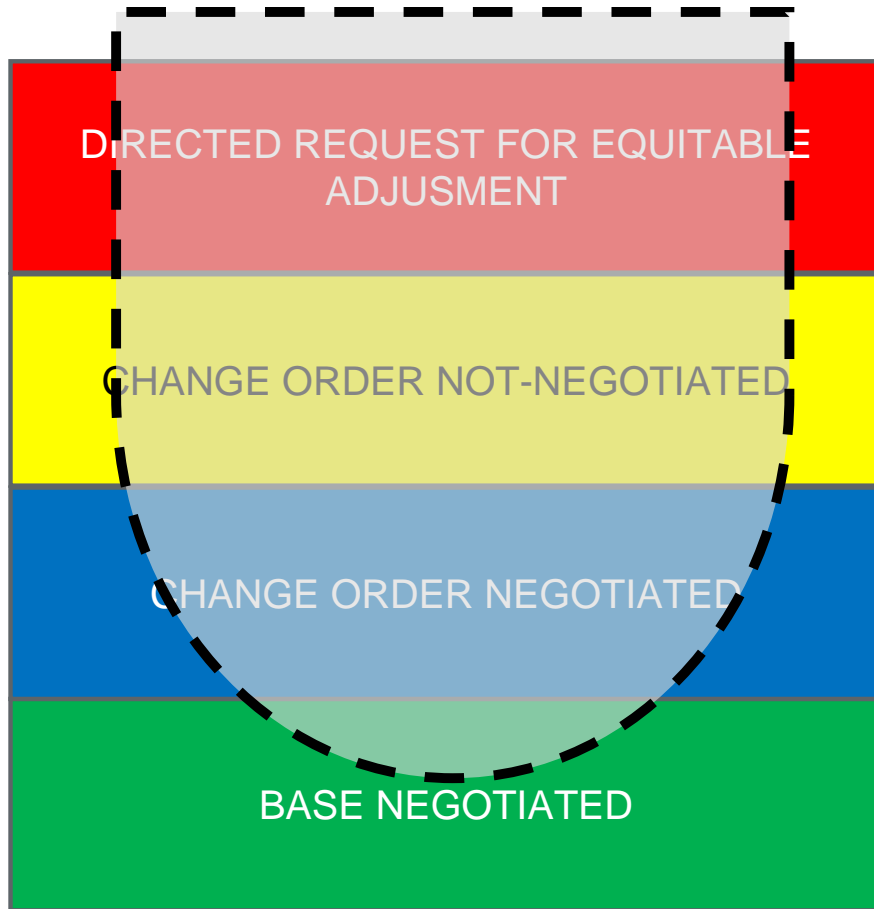 DIRECTED REQUEST FOR EQUITABLE
ADJUSMENT
CHANGE ORDER NOT-NEGOTIATED
CHANGE ORDER NEGOTIATED
BASE NEGOTIATED